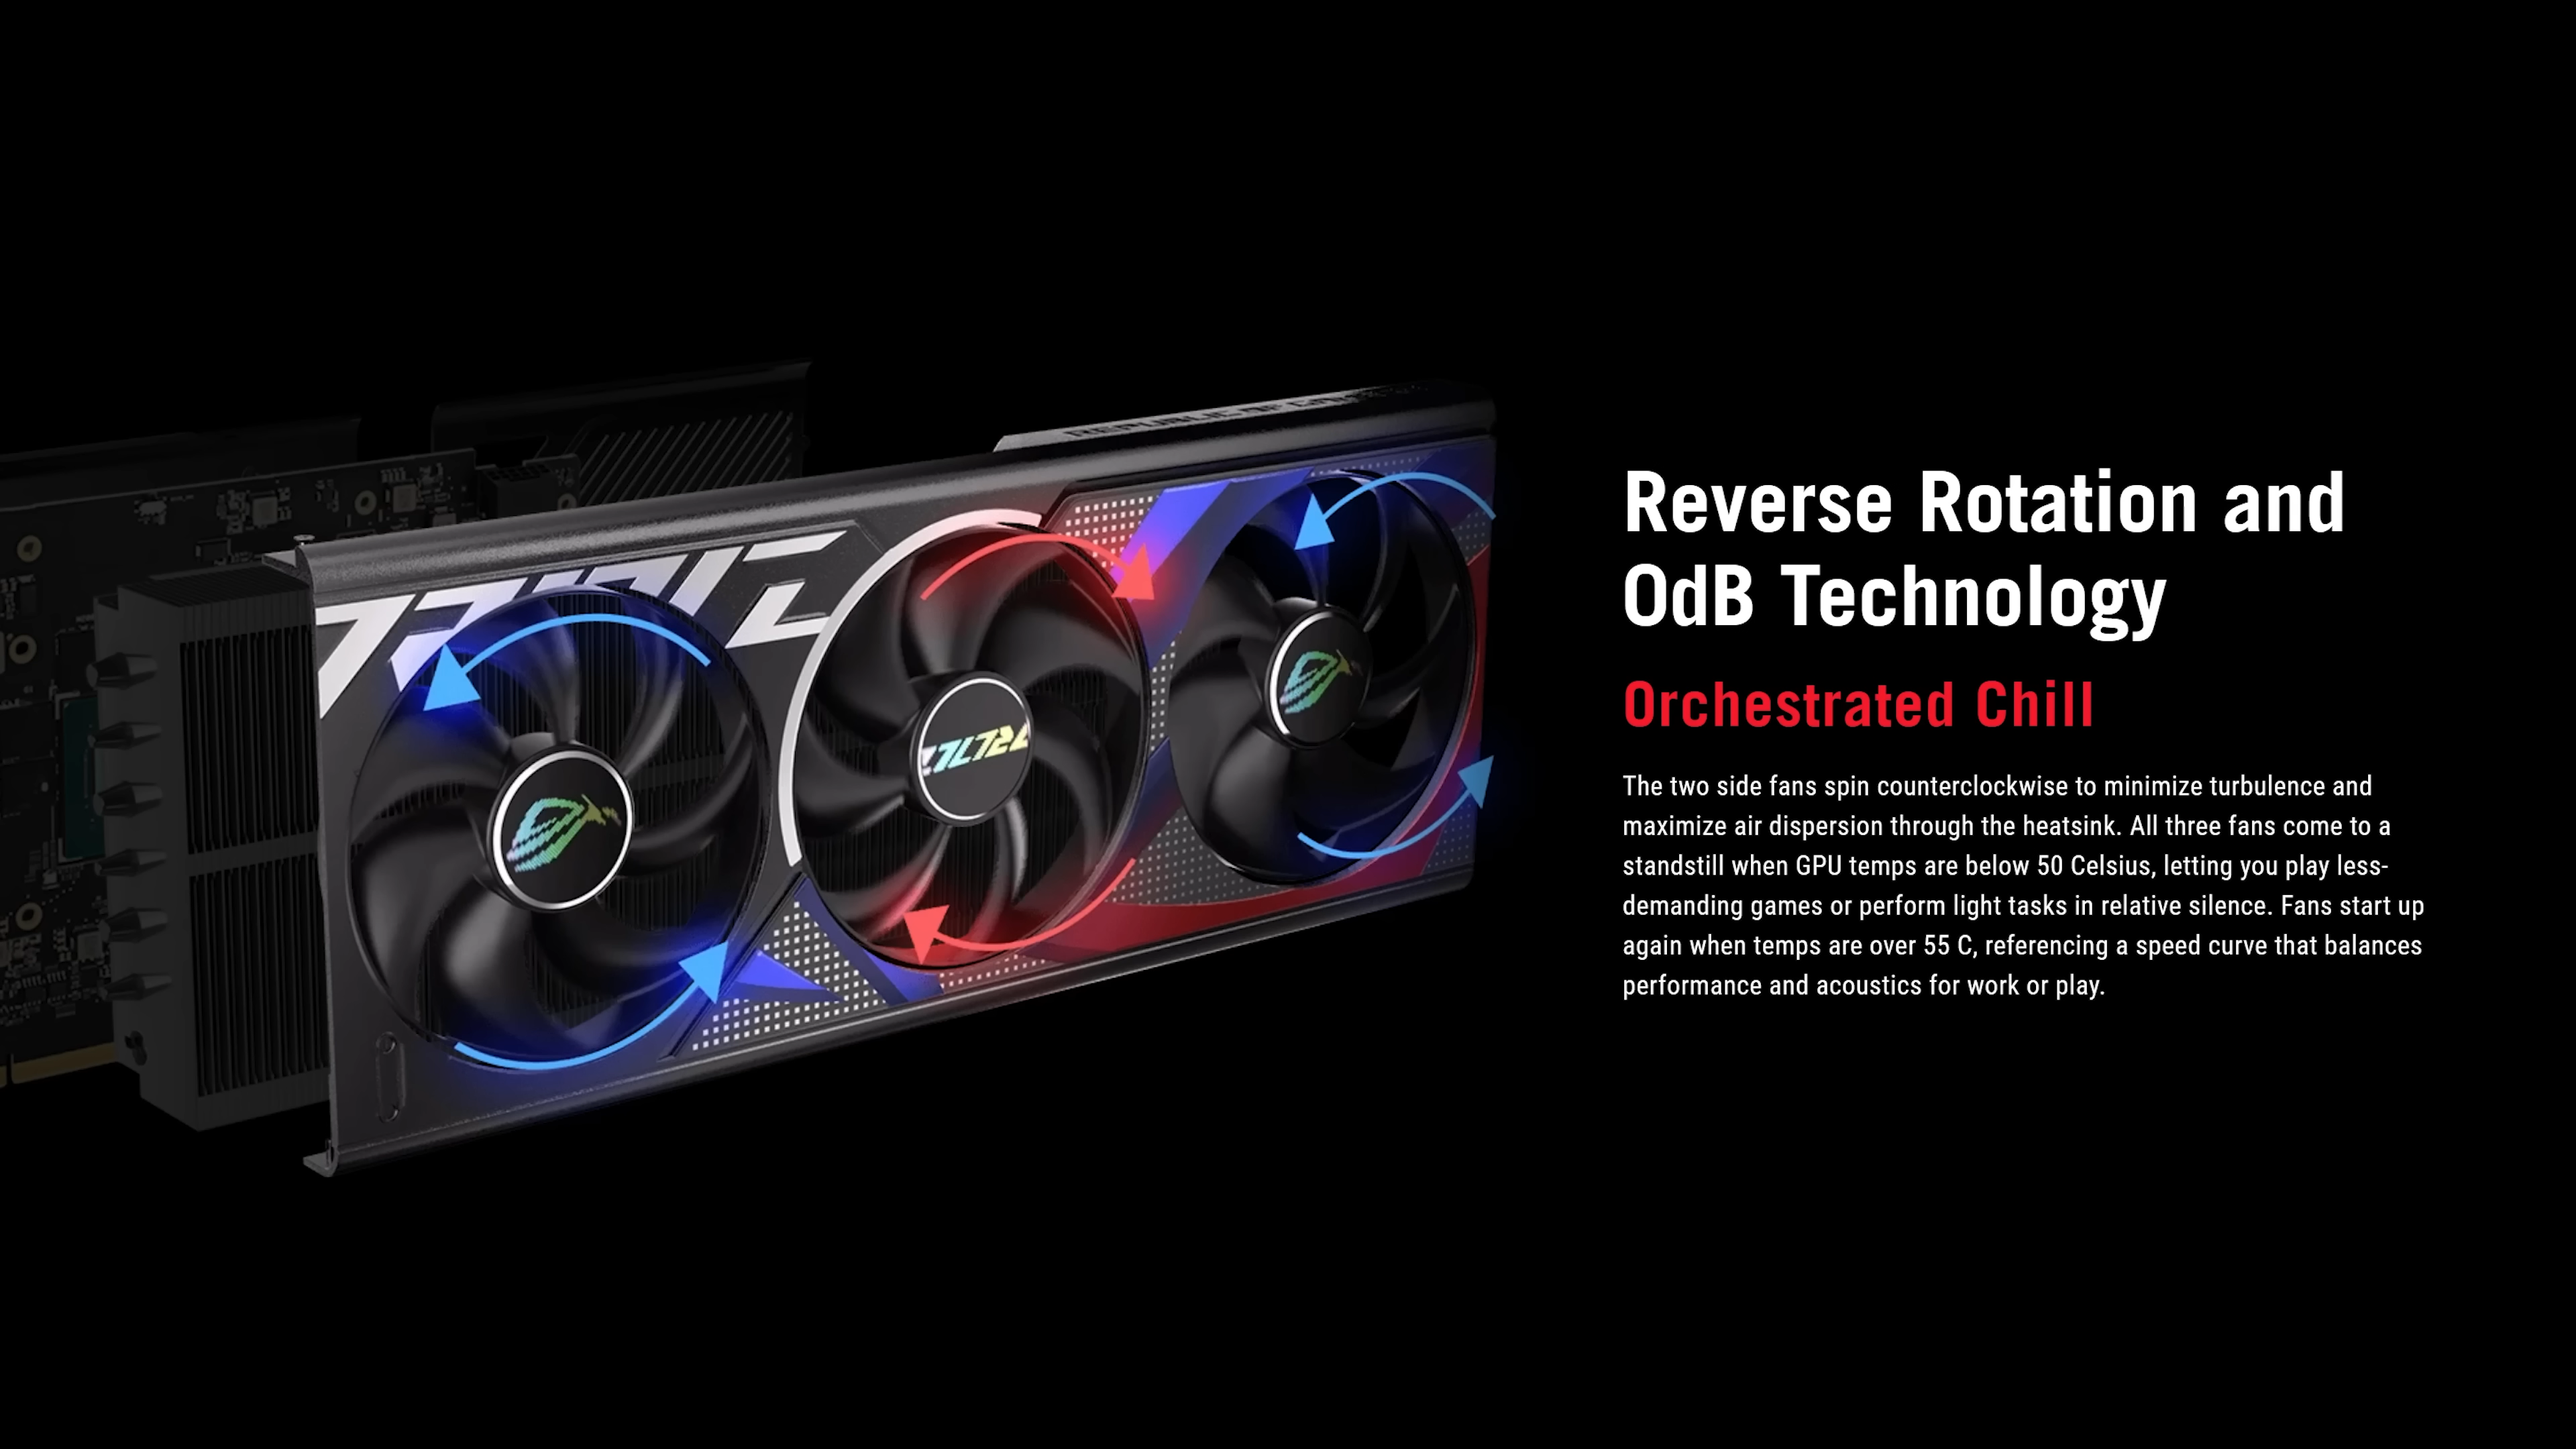 REPUBLIC OF
Reverse Rotation and
0dB Technology
Orchestrated Chill
The two side fans spin counterclockwise to minimize turbulence and
maximize air dispersion through the heatsink. All three fans come to a
standstill when GPU temps are below 50 Celsius, letting you play less-
demanding games or perform light tasks in relative silence. Fans start up
again when temps are over 55 C, referencing a speed curve that balances
performance and acoustics for work or play.